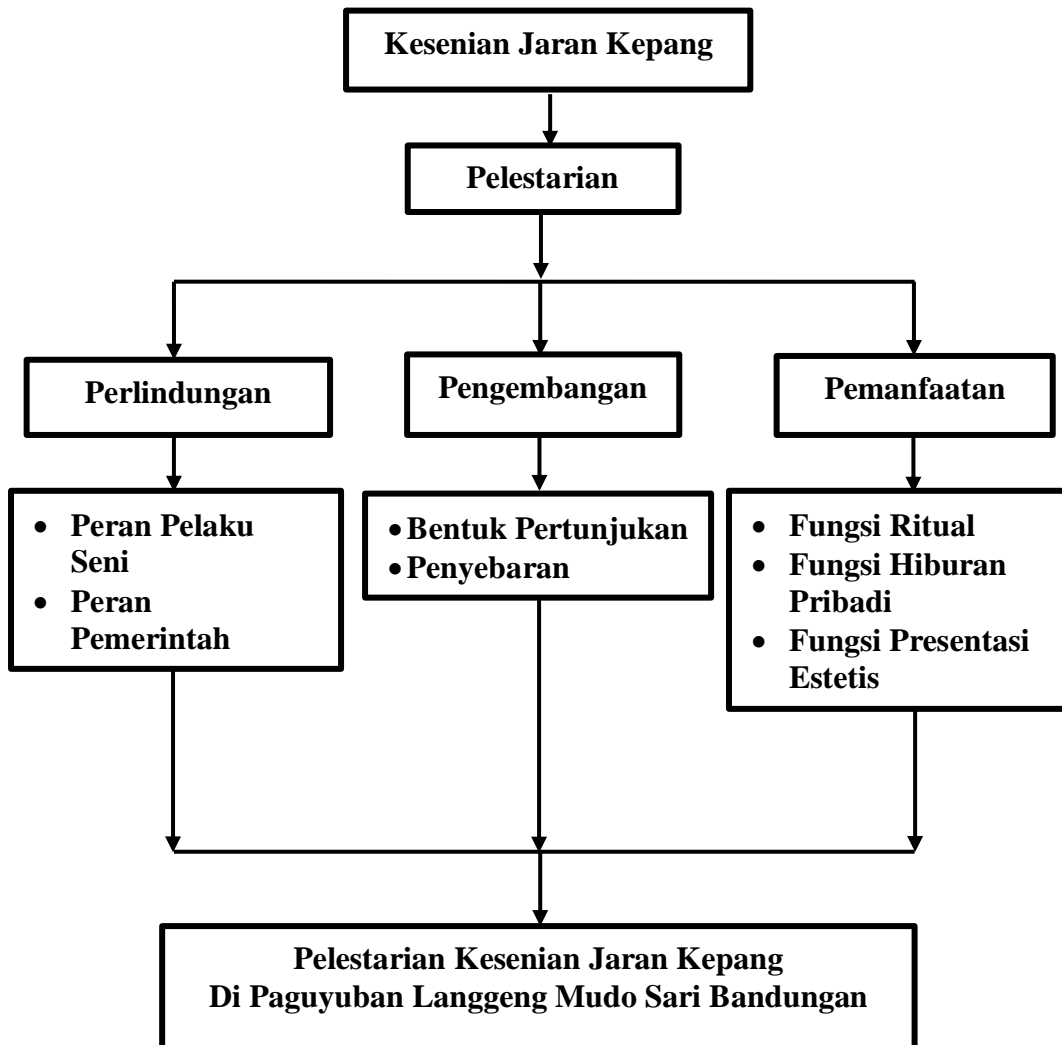 Kesenian Jaran Kepang
Pelestarian
Perlindungan
Pengembangan
Pemanfaatan
• Peran Pelaku
Seni
• Peran
Pemerintah
• Bentuk Pertunjukan
• Penyebaran
• Fungsi Ritual
• Fungsi Hiburan
Pribadi
• Fungsi Presentasi
Estetis
Pelestarian Kesenian Jaran Kepang
Di Paguyuban Langgeng Mudo Sari Bandungan